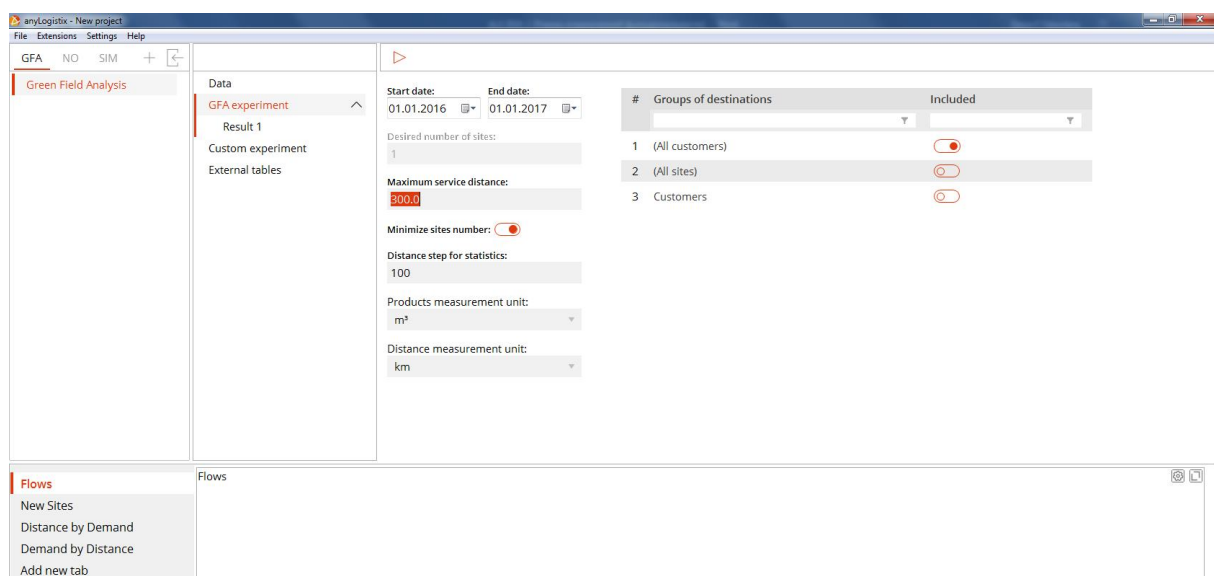 anyLogistix - New project
File Extensions Settings Help
GFA NO SIM
Green Field Analysis
Data
GFA experiment
Result 1
Custom experiment
External tables
Start date: End date:
01.01.2016 01.01.2017
Desired number of sites:
1
Maximum service distance:
300.0
Minimize sites number:
Distance step for statistics:
100
Products measurement unit:
m³
Distance measurement unit:
km
# Groups of destinations Included
1 (All customers)
2 (All sites)
3 Customers
Flows
New Sites
Distance by Demand
Demand by Distance
Add new tab
Flows